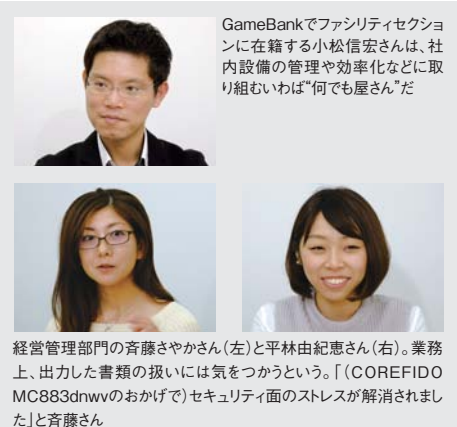 GameBankでファシリティセクショ
ンに在籍する小松信宏さんは、社
内設備の管理や効率化などに取
り組むいわば“何でも屋さん”だ
経営管理部門の斉藤さやかさん（左）と平林由紀恵さん（右）。業務
上、出力した書類の扱いには気をつかうという。「（COREFIDO
MC883dnwvのおかげで）セキュリティ面のストレスが解消されまし
た」と斉藤さん